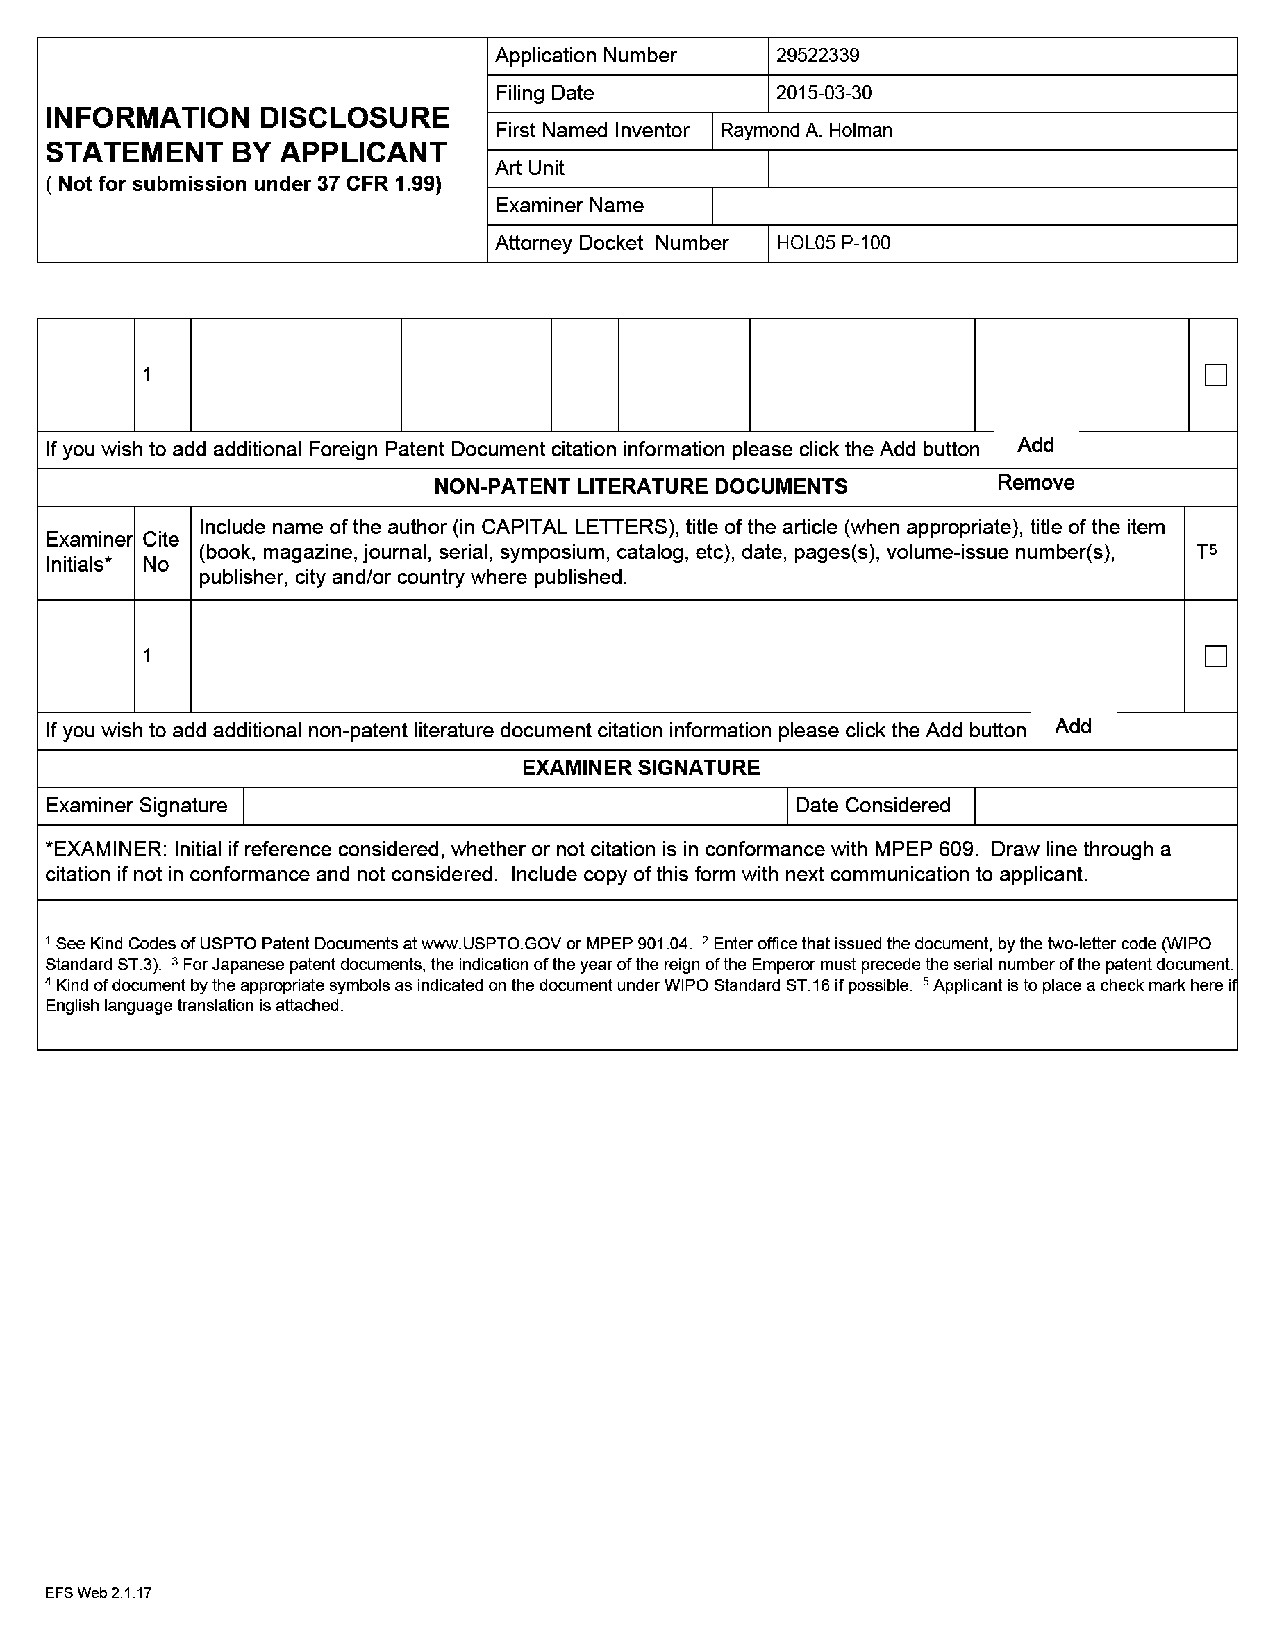 Application Number 29522339
Filing Date 2015-03-30
INFORMATION DISCLOSURE
First Named Inventor Raymond A. Holman
STATEMENT BY APPLICANT
Art Unit
( Not for submission under 37 CFR 1.99)
Examiner Name
Attorney Docket  Number HOL05 P-100
1
If you wish to add additional Foreign Patent Document citation information please click the Add button Add
NON-PATENT LITERATURE DOCUMENTS Remove
Examiner Initials*
Cite No
Include name of the author (in CAPITAL LETTERS), title of the article (when appropriate), title of the item
(book, magazine, journal, serial, symposium, catalog, etc), date, pages(s), volume-issue number(s),
publisher, city and/or country where published.
T5
1
If you wish to add additional non-patent literature document citation information please click the Add button Add
EXAMINER SIGNATURE
Examiner Signature Date Considered
*EXAMINER: Initial if reference considered, whether or not citation is in conformance with MPEP 609.  Draw line through a
citation if not in conformance and not considered.  Include copy of this form with next communication to applicant.
1 See Kind Codes of USPTO Patent Documents at www.USPTO.GOV or MPEP 901.04.  2 Enter office that issued the document, by the two-letter code (WIPO
Standard ST.3).  3 For Japanese patent documents, the indication of the year of the reign of the Emperor must precede the serial number of the patent document.
4 Kind of document by the appropriate symbols as indicated on the document under WIPO Standard ST.16 if possible.  5 Applicant is to place a check mark here if
English language translation is attached.
EFS Web 2.1.17